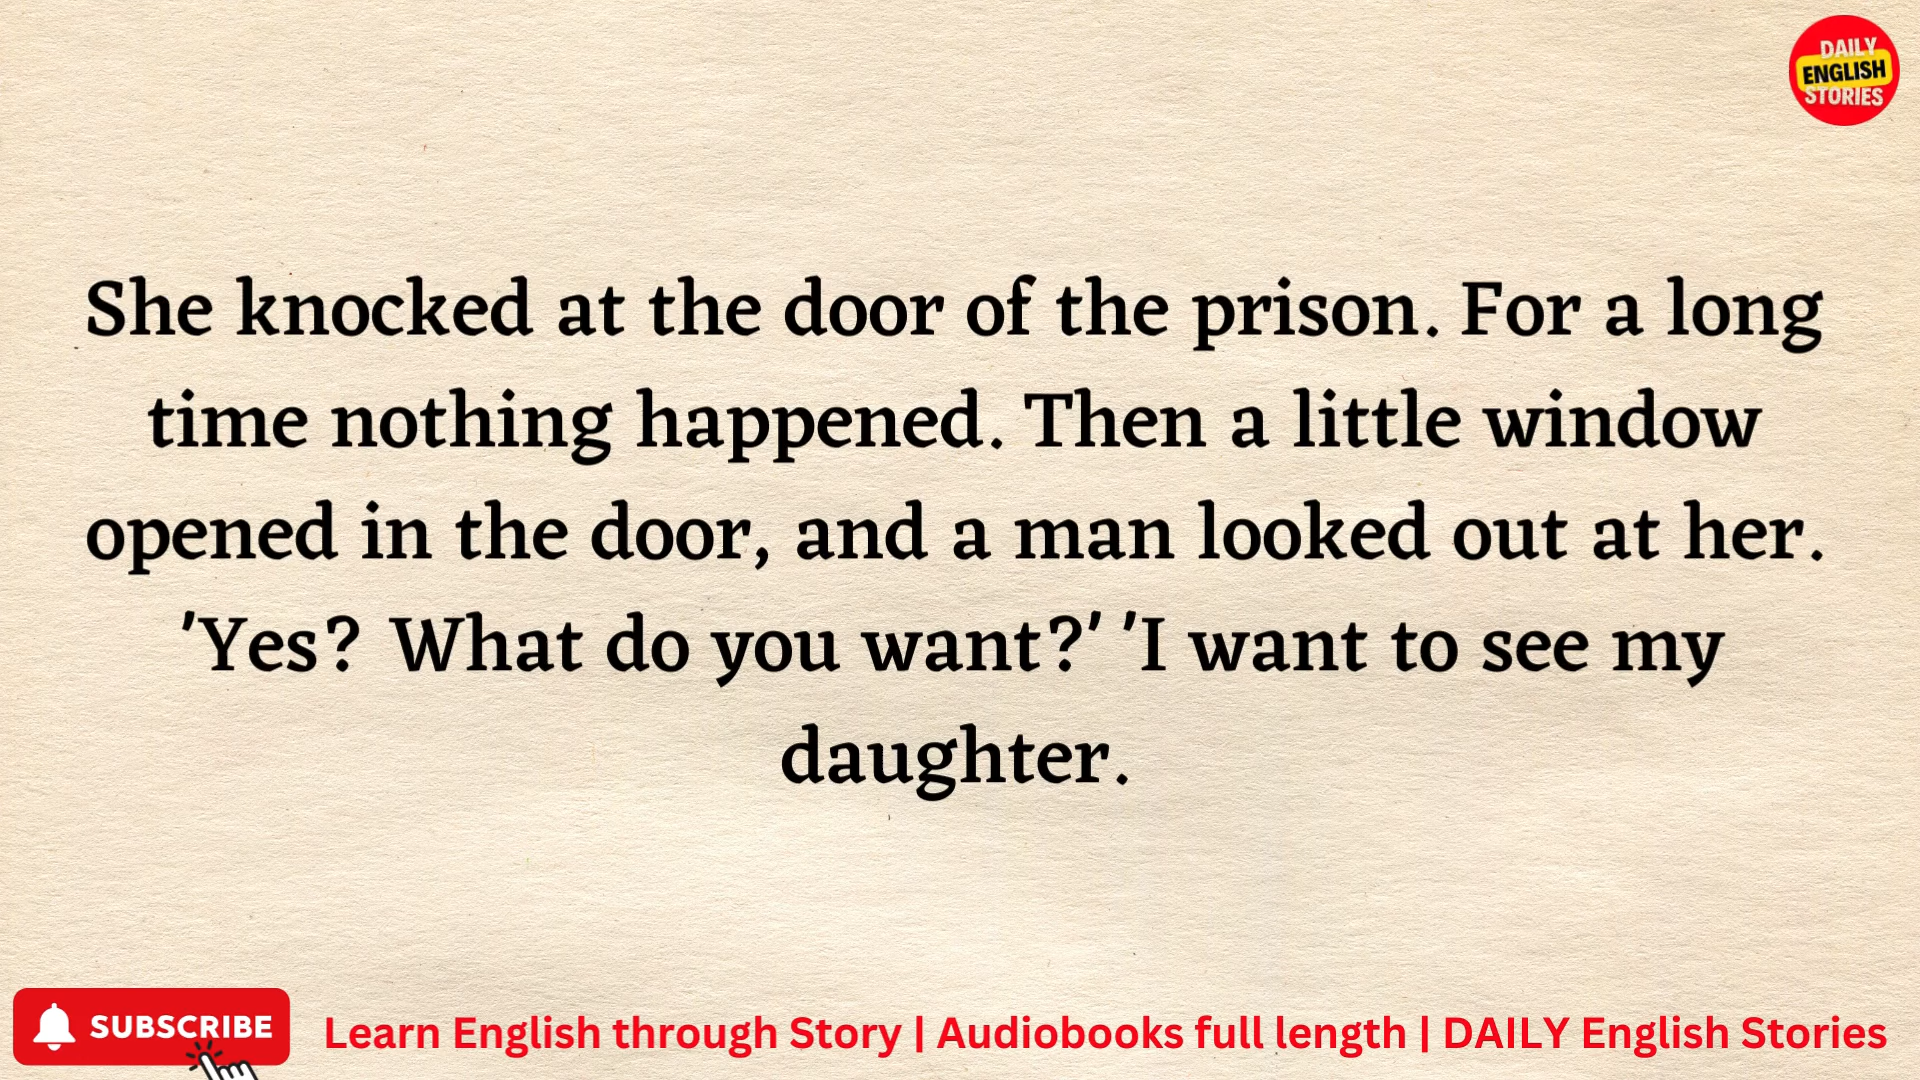 DAILY
ENGLISH
STORIES
She knocked at the door of the prison. For a long
time nothing happened. Then a little window
opened in the door, and a man looked out at her.
'Yes? What do you want?' 'I want to see my
daughter.
SUBSCRIBE
Learn English through Story | Audiobooks full length | DAILY English Stories